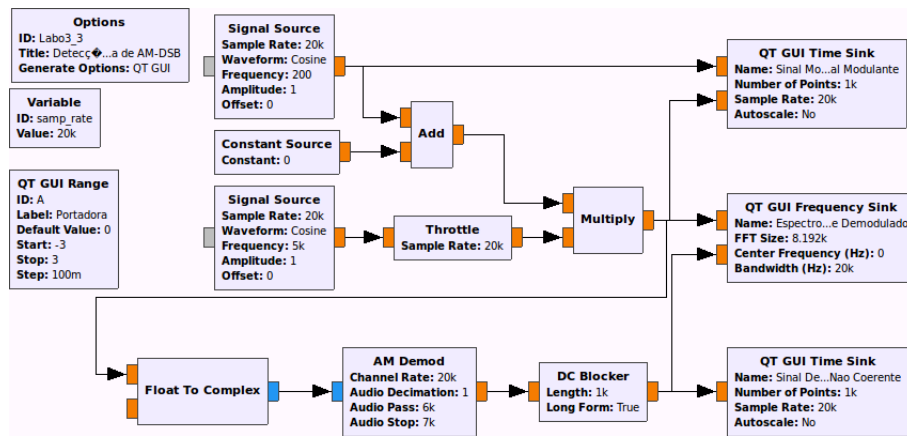 Options
ID: Labo3_3
Title: Detecç�...a de AM-DSB
Generate Options: QT GUI
Variable
ID: samp_rate
Value: 20k
QT GUI Range
ID: A
Label: Portadora
Default Value: 0
Start: -3
Stop: 3
Step: 100m
Signal Source
Sample Rate: 20k
Waveform: Cosine
Frequency: 200
Amplitude: 1
Offset: 0
Constant Source
Constant: 0
Signal Source
Sample Rate: 20k
Waveform: Cosine
Frequency: 5k
Amplitude: 1
Offset: 0
Add
Throttle
Sample Rate: 20k
Multiply
QT GUI Time Sink
Name: Sinal Mo...al Modulante
Number of Points: 1k
Sample Rate: 20k
Autoscale: No
QT GUI Frequency Sink
Name: Espectro...e Demodulado
FFT Size: 8.192k
Center Frequency (Hz): 0
Bandwidth (Hz): 20k
Float To Complex
AM Demod
Channel Rate: 20k
Audio Decimation: 1
Audio Pass: 6k
Audio Stop: 7k
DC Blocker
Length: 1k
Long Form: True
QT GUI Time Sink
Name: Sinal De...Nao Coerente
Number of Points: 1k
Sample Rate: 20k
Autoscale: No